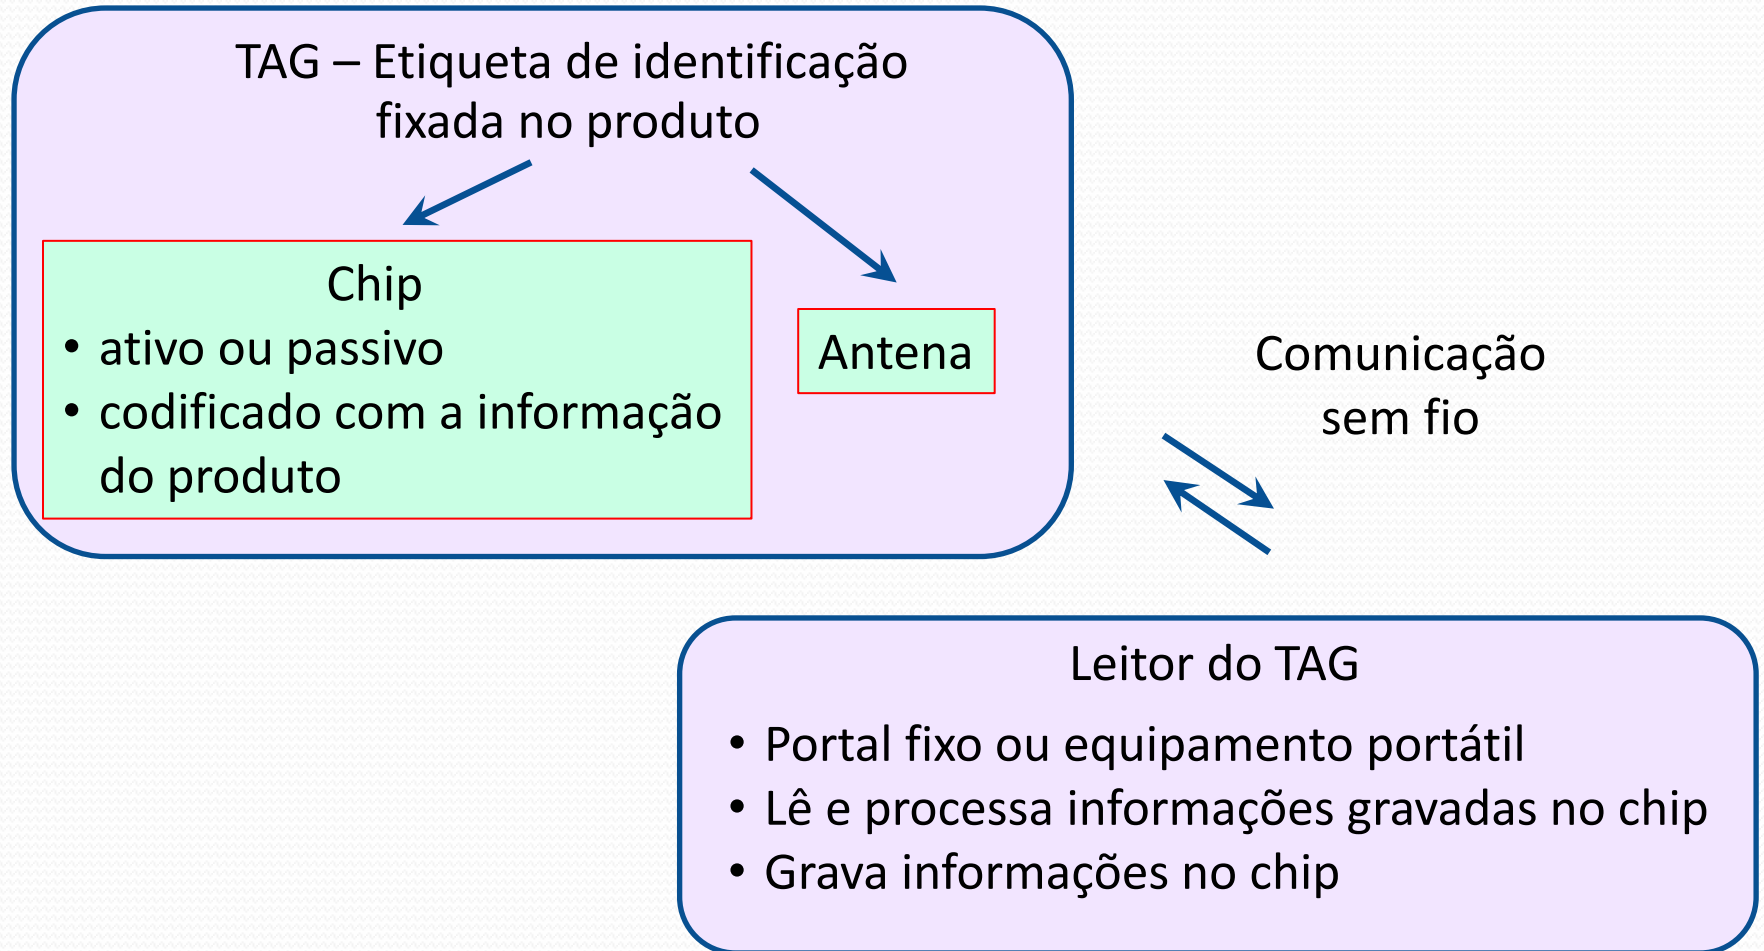 TAG – Etiqueta de identificação
fixada no produto
Chip
• ativo ou passivo
• codificado com a informação
do produto
Antena
Comunicação
sem fio
Leitor do TAG
• Portal fixo ou equipamento portátil
• Lê e processa informações gravadas no chip
• Grava informações no chip